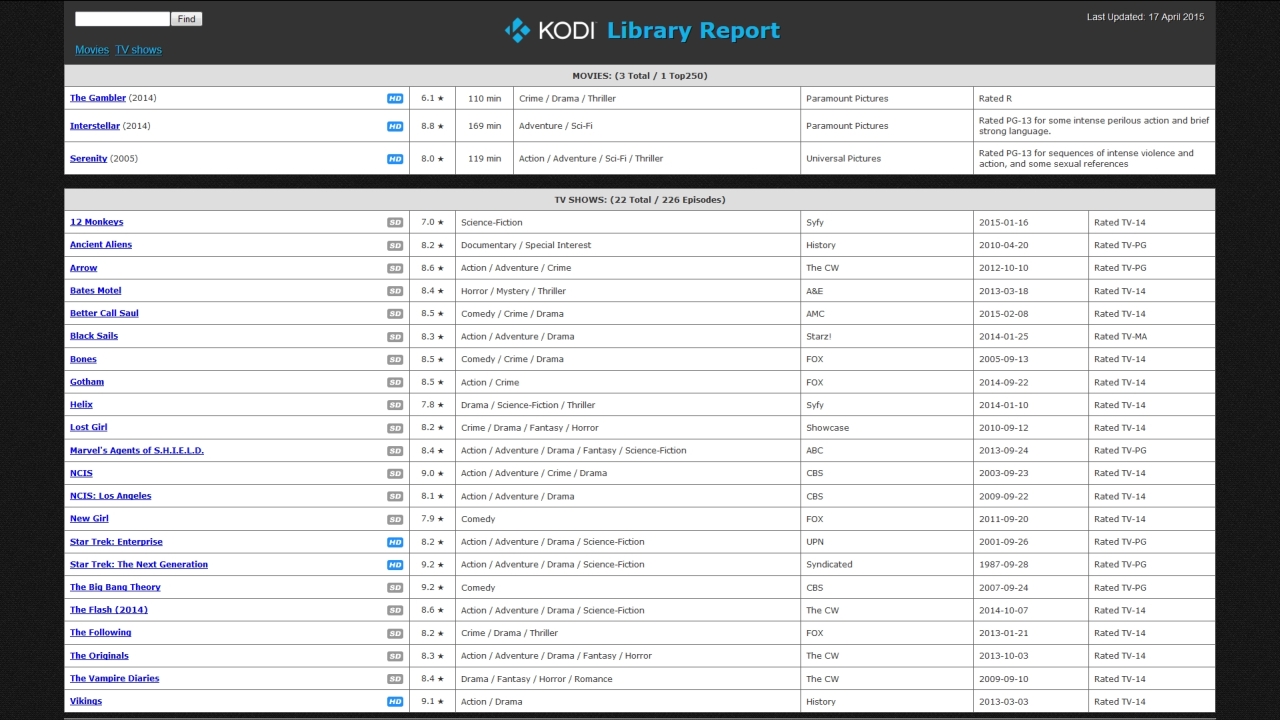 Find
Last Updated: 17 April 2015
KODI Library Report
Movies TV shows
MOVIES: (3 Total / 1 Top250)
The Gambler (2014) HD 6.1 ★ 110 min Crime / Drama / Thriller Paramount Pictures Rated R
Interstellar (2014) HD 8.8 ★ 169 min Adventure / Sci-Fi Paramount Pictures Rated PG-13 for some intense perilous action and brief
strong language.
Serenity (2005) HD 8.0 ★ 119 min Action / Adventure / Sci-Fi / Thriller Universal Pictures Rated PG-13 for sequences of intense violence and
action, and some sexual references
TV SHOWS: (22 Total / 226 Episodes)
12 Monkeys SD 7.0 ★ Science-Fiction Syfy 2015-01-16 Rated TV-14
Ancient Aliens SD 8.2 ★ Documentary / Special Interest History 2010-04-20 Rated TV-PG
Arrow SD 8.6 ★ Action / Adventure / Crime The CW 2012-10-10 Rated TV-PG
Bates Motel SD 8.4 ★ Horror / Mystery / Thriller A&E 2013-03-18 Rated TV-14
Better Call Saul SD 8.5 ★ Comedy / Crime / Drama AMC 2015-02-08 Rated TV-14
Black Sails SD 8.3 ★ Action / Adventure / Drama Starz! 2014-01-25 Rated TV-MA
Bones SD 8.5 ★ Comedy / Crime / Drama FOX 2005-09-13 Rated TV-14
Gotham SD 8.5 ★ Action / Crime FOX 2014-09-22 Rated TV-14
Helix SD 7.8 ★ Drama / Science-Fiction / Thriller Syfy 2014-01-10 Rated TV-14
Lost Girl SD 8.2 ★ Crime / Drama / Fantasy / Horror Showcase 2010-09-12 Rated TV-14
Marvel's Agents of S.H.I.E.L.D. SD 8.4 ★ Action / Adventure / Drama / Fantasy / Science-Fiction ABC 2013-09-24 Rated TV-PG
NCIS SD 9.0 ★ Action / Adventure / Crime / Drama CBS 2003-09-23 Rated TV-14
NCIS: Los Angeles SD 8.1 ★ Action / Adventure / Drama CBS 2009-09-22 Rated TV-14
New Girl SD 7.9 ★ Comedy FOX 2011-09-20 Rated TV-14
Star Trek: Enterprise HD 8.2 ★ Action / Adventure / Drama / Science-Fiction UPN 2001-09-26 Rated TV-PG
Star Trek: The Next Generation HD 9.2 ★ Action / Adventure / Drama / Science-Fiction Syndicated 1987-09-28 Rated TV-PG
The Big Bang Theory SD 9.2 ★ Comedy CBS 2007-09-24 Rated TV-PG
The Flash (2014) SD 8.6 ★ Action / Adventure / Drama / Science-Fiction The CW 2014-10-07 Rated TV-14
The Following SD 8.2 ★ Crime / Drama / Thriller FOX 2013-01-21 Rated TV-14
The Originals SD 8.3 ★ Action / Adventure / Drama / Fantasy / Horror The CW 2013-10-03 Rated TV-14
The Vampire Diaries SD 8.4 ★ Drama / Fantasy / Horror / Romance The CW 2009-09-10 Rated TV-14
Vikings HD 9.1 ★ Action / Drama History 2013-03-03 Rated TV-14